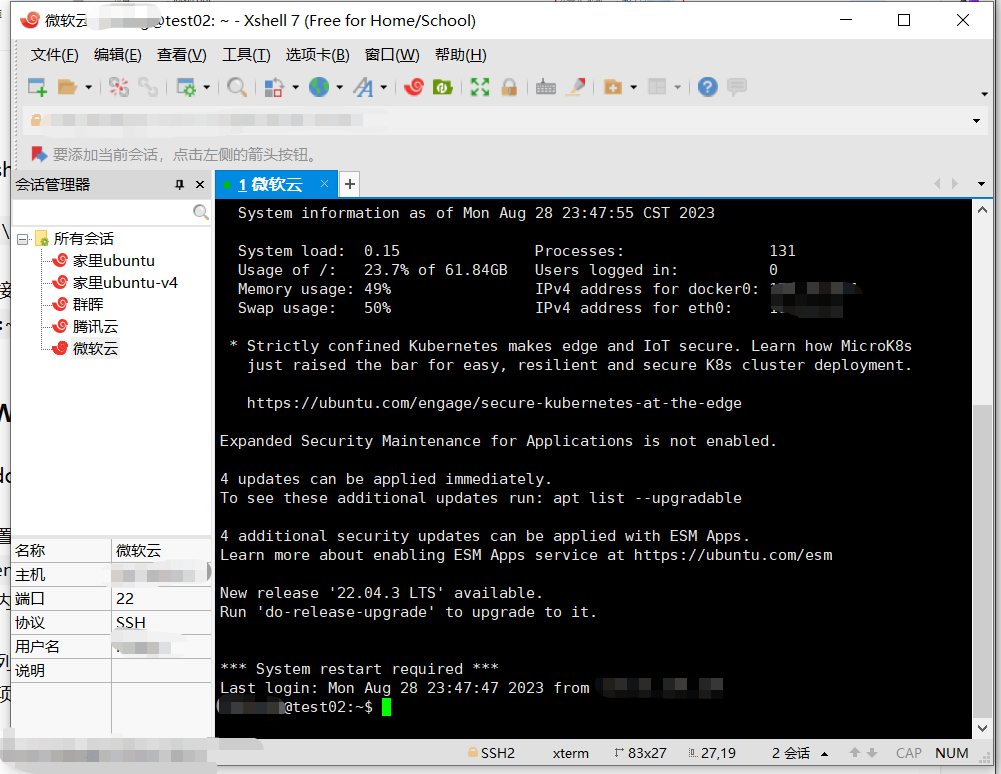 微软云 @test02: ~ - Xshell 7 (Free for Home/School)
文件(F) 编辑(E) 查看(V) 工具(T) 选项卡(B) 窗口(W) 帮助(H)
要添加当前会话，点击左侧的箭头按钮。
会话管理器
1 微软云
所有会话
家里ubuntu
家里ubuntu-v4
群晖
腾讯云
微软云
名称 微软云
主机
端口 22
协议 SSH
用户名
说明
System information as of Mon Aug 28 23:47:55 CST 2023
System load: 0.15 Processes: 131
Usage of /: 23.7% of 61.84GB Users logged in: 0
Memory usage: 49% IPv4 address for docker0:
Swap usage: 50% IPv4 address for eth0:
* Strictly confined Kubernetes makes edge and IoT secure. Learn how MicroK8s
just raised the bar for easy, resilient and secure K8s cluster deployment.
https://ubuntu.com/engage/secure-kubernetes-at-the-edge
Expanded Security Maintenance for Applications is not enabled.
4 updates can be applied immediately.
To see these additional updates run: apt list --upgradable
4 additional security updates can be applied with ESM Apps.
Learn more about enabling ESM Apps service at https://ubuntu.com/esm
New release '22.04.3 LTS' available.
Run 'do-release-upgrade' to upgrade to it.
*** System restart required ***
Last login: Mon Aug 28 23:47:47 2023 from
@test02:~$
SSH2 xterm 83x27 27,19 2 会话 CAP NUM